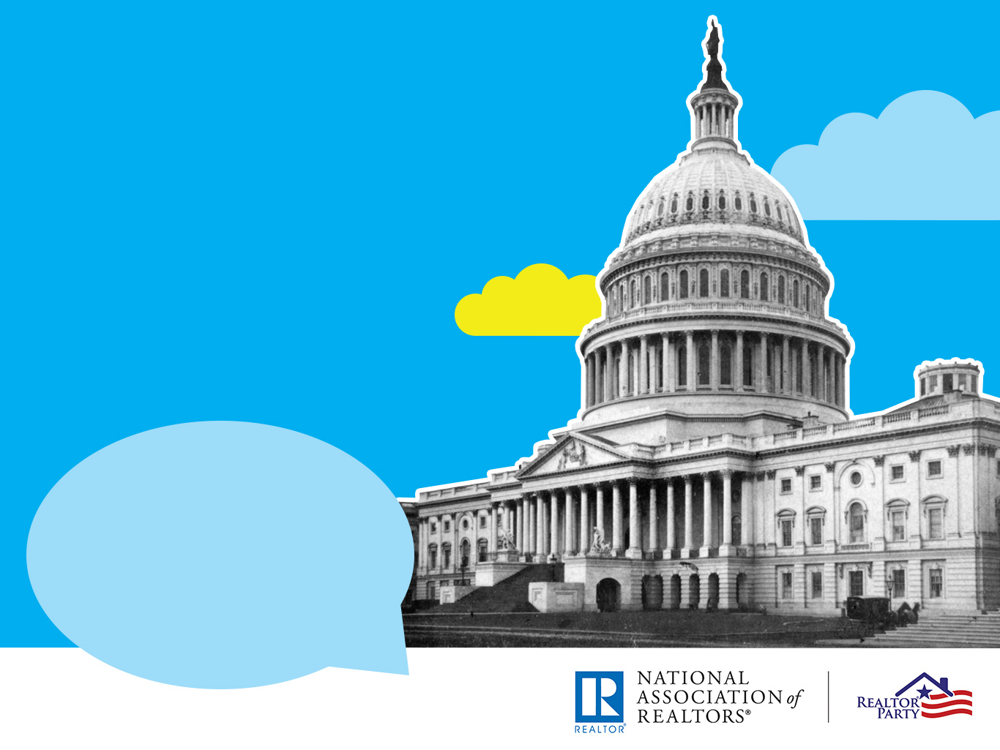 NATIONAL
ASSOCIATION of
REALTORS®
REALTOR®
REALTOR®
PARTY